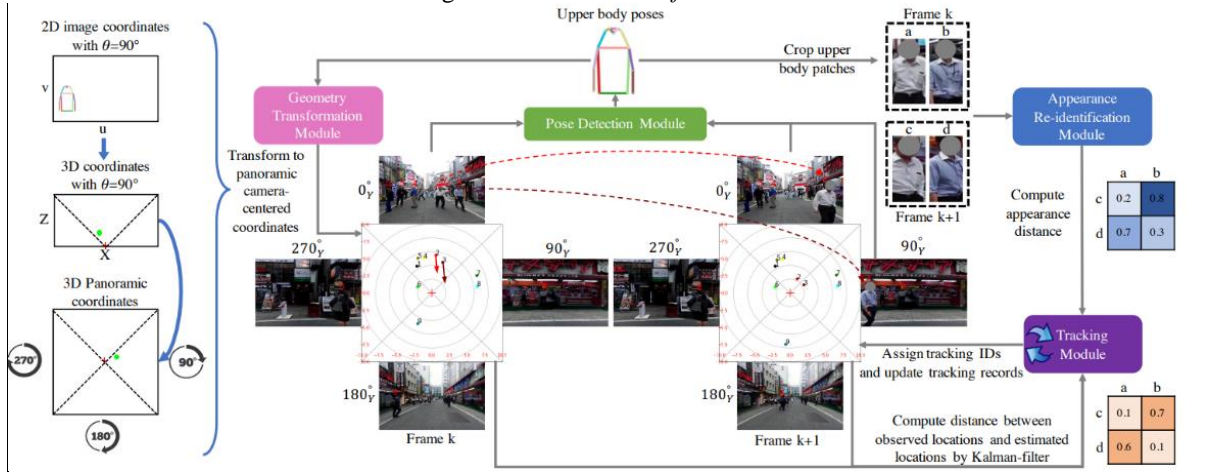 Upper body poses
Frame k
a b
2D image coordinates
with θ=90°
v
u
3D coordinates
with θ=90°
Z
X
3D Panoramic
coordinates
270°
90°
180°
Geometry
Transformation
Module
Transform to
panoramic
camera-
centered
coordinates
Pose Detection Module
Crop upper
body patches
c d
Frame k+1
Appearance
Re-identification
Module
Compute
appearance
distance
a b
c 0.2 0.8
d 0.7 0.3
0°Y
270°Y
90°Y
180°Y
Frame k
0°Y
270°Y
90°Y
180°Y
Frame k+1
Tracking
Module
Assign tracking IDs
and update tracking records
Compute distance between
observed locations and estimated
locations by Kalman-filter
a b
c 0.1 0.7
d 0.6 0.1